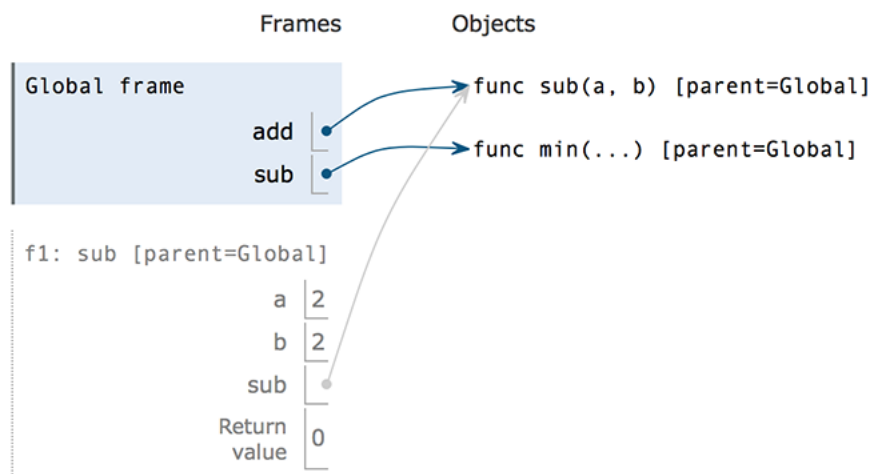 Frames Objects
Global frame
func sub(a, b) [parent=Global]
add
func min(...) [parent=Global]
sub
f1: sub [parent=Global]
a 2
b 2
sub
Return
value 0